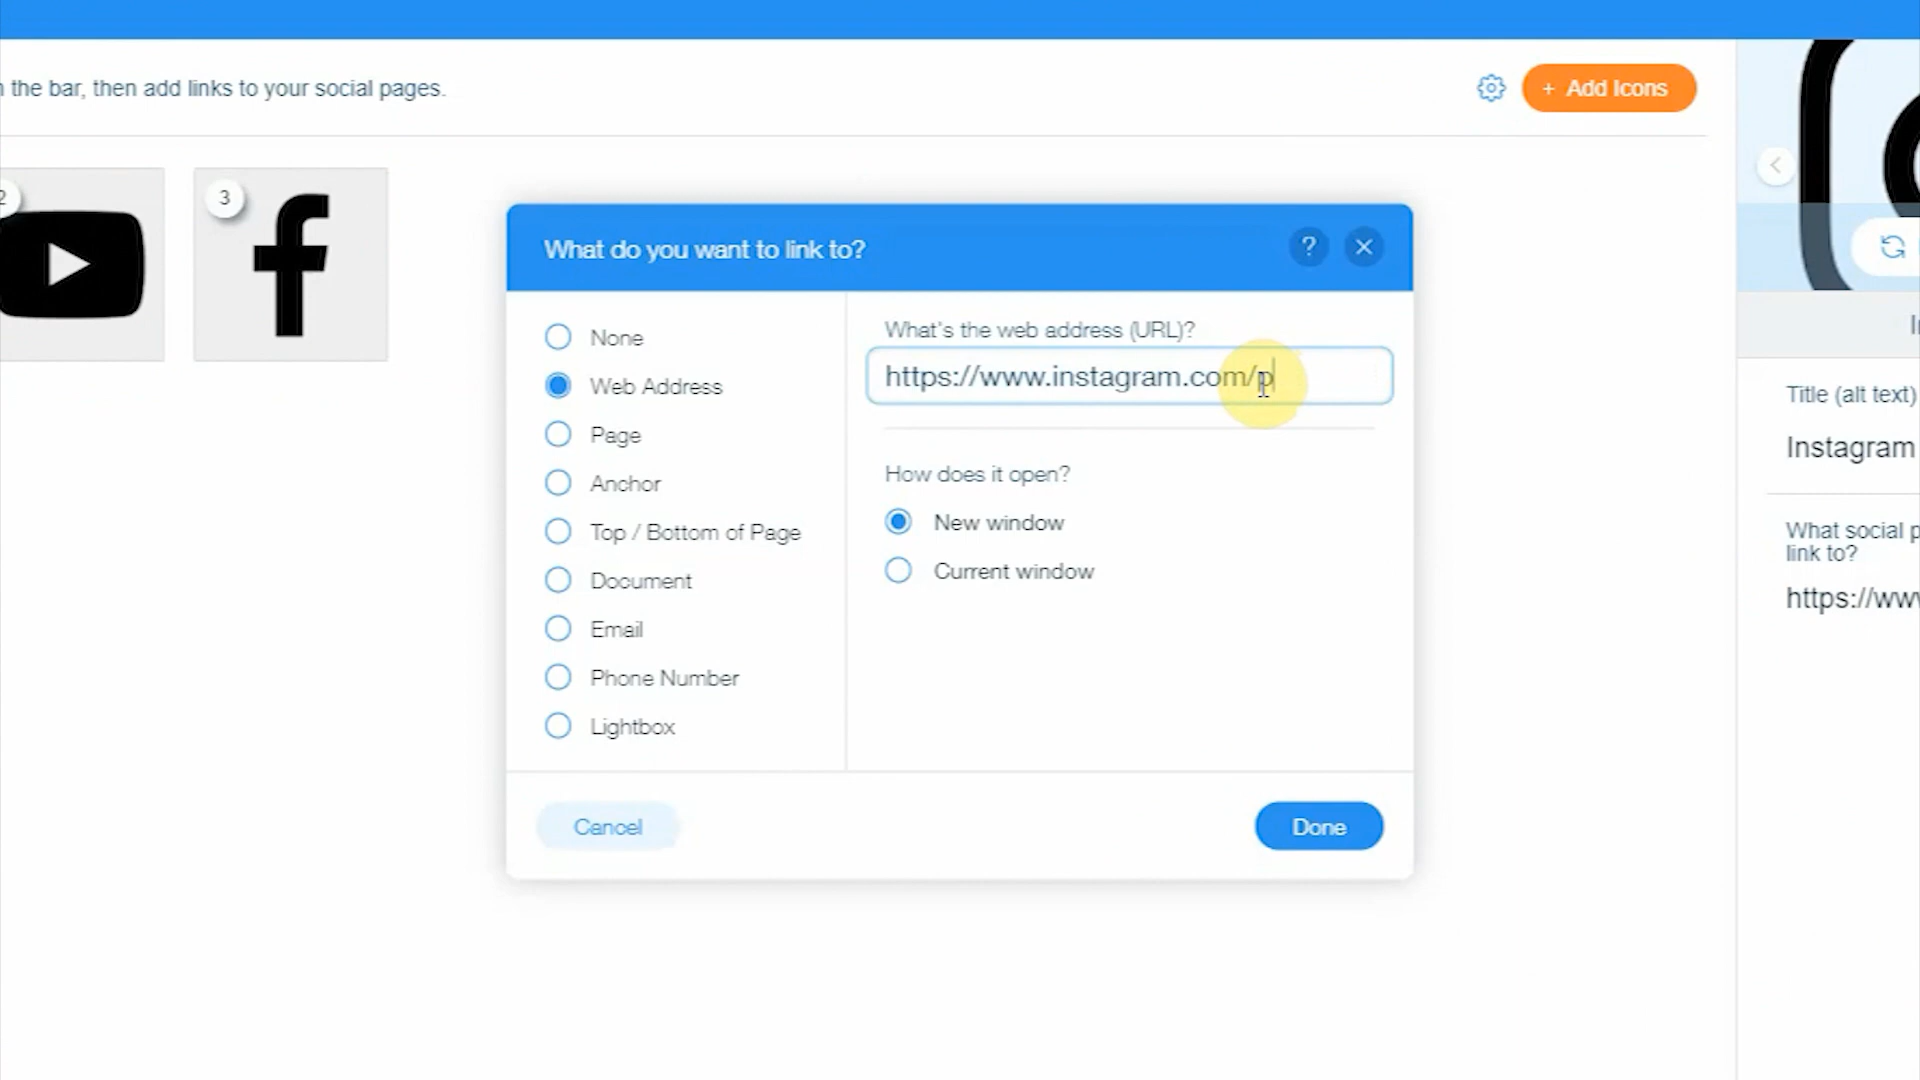 the bar, then add links to your social pages.
+ Add Icons
2
3
What do you want to link to?
?
None
Web Address
Page
Anchor
Top / Bottom of Page
Document
Email
Phone Number
Lightbox
What's the web address (URL)?
https://www.instagram.com/p
How does it open?
New window
Current window
Cancel
Done
Title (alt text)
Instagram
What social p
link to?
https://www